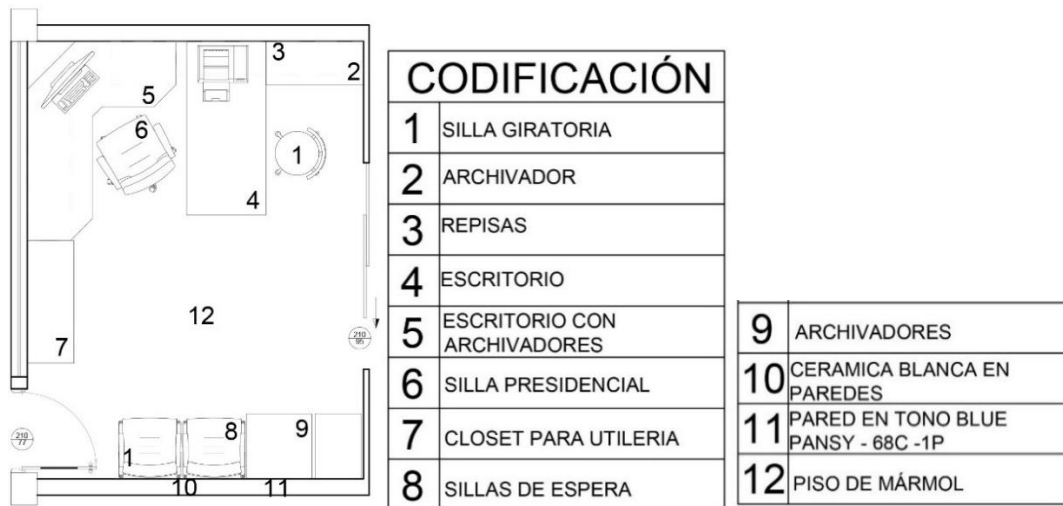 3
2
5
6
1
4
12
7
210
95
210
77
1
8
9
10
11
CODIFICACIÓN
1 SILLA GIRATORIA
2 ARCHIVADOR
3 REPISAS
4 ESCRITORIO
5 ESCRITORIO CON
ARCHIVADORES
6 SILLA PRESIDENCIAL
7 CLOSET PARA UTILERIA
8 SILLAS DE ESPERA
9 ARCHIVADORES
10 CERAMICA BLANCA EN
PAREDES
11 PARED EN TONO BLUE
PANSY - 68C -1P
12 PISO DE MÁRMOL